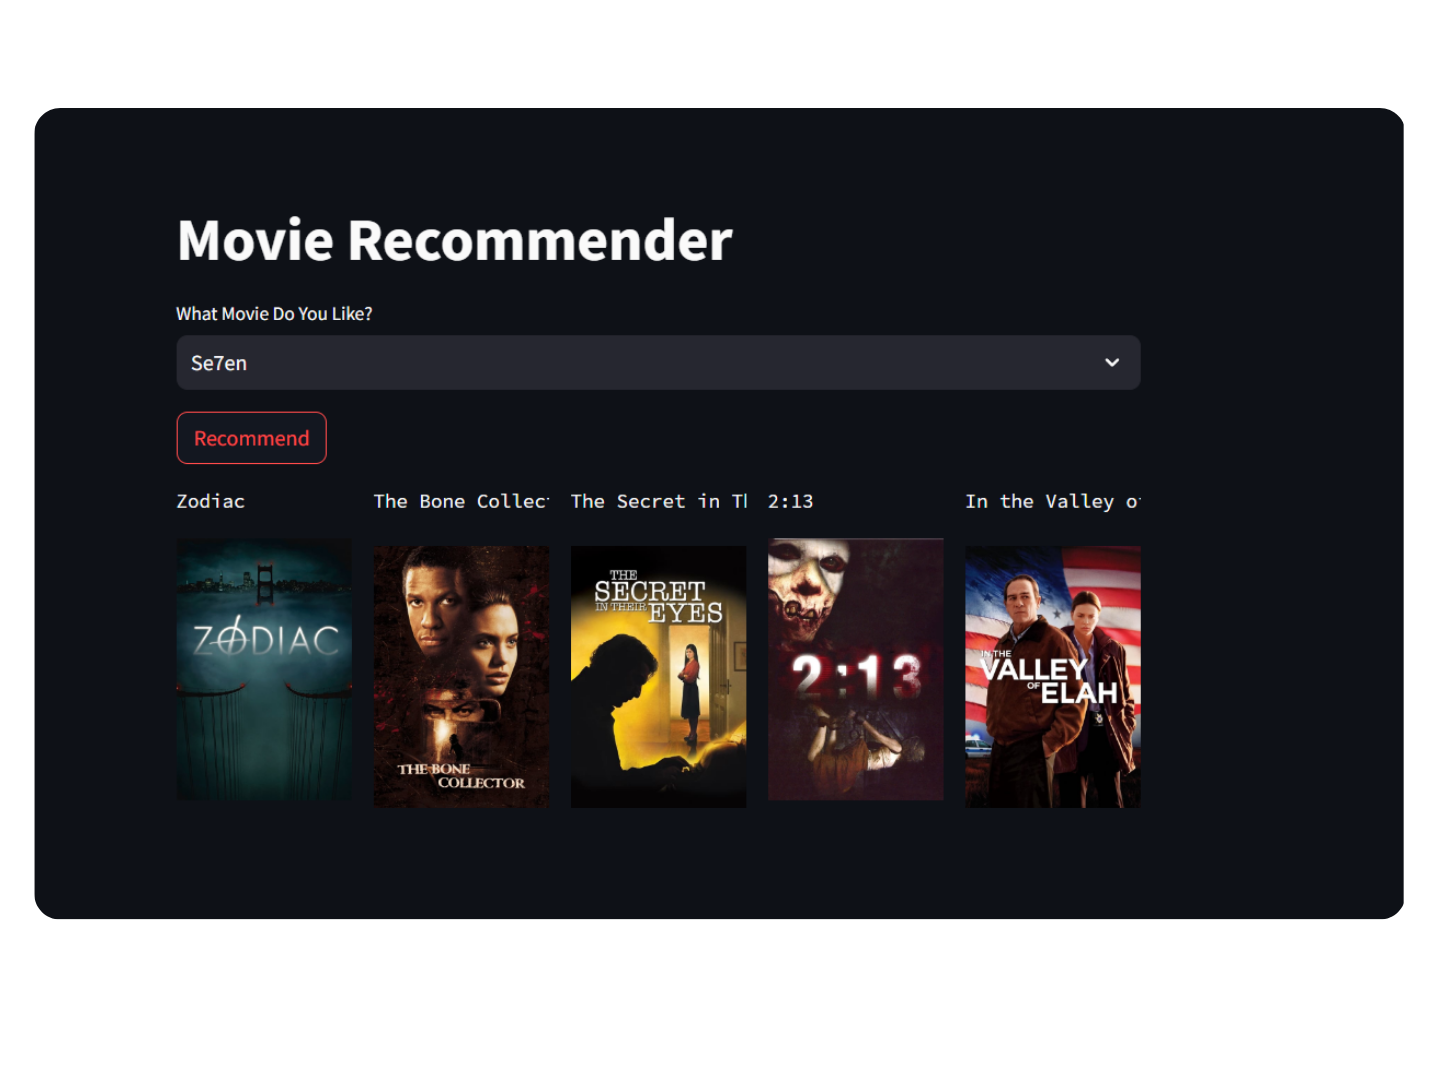 Movie Recommender
What Movie Do You Like?
Se7en
Recommend
Zodiac
The Bone Collec
The Secret in Tl
2:13
In the Valley o
ZODIAC
THE BONE
COLLECTOR
THE
SECRET
IN THEIR EYES
2:13
IN THE
VALLEY
OF ELAH